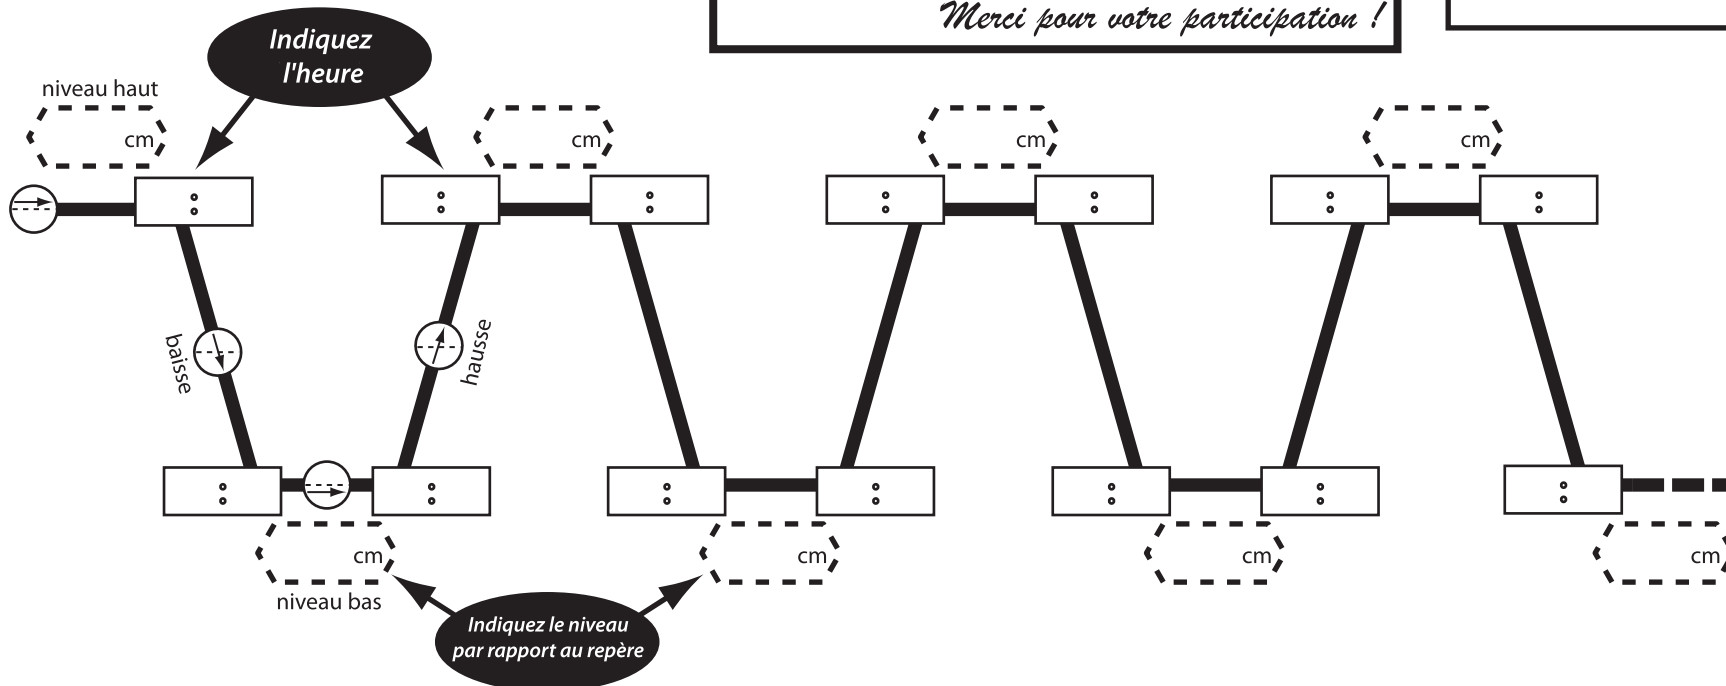 Merci pour votre participation !
Indiquez
l'heure
niveau haut
cm
cm
cm
cm
:
:
:
:
:
:
:
baisse
hausse
:
:
:
:
:
:
:
cm
cm
cm
cm
niveau bas
Indiquez le niveau
par rapport au repère